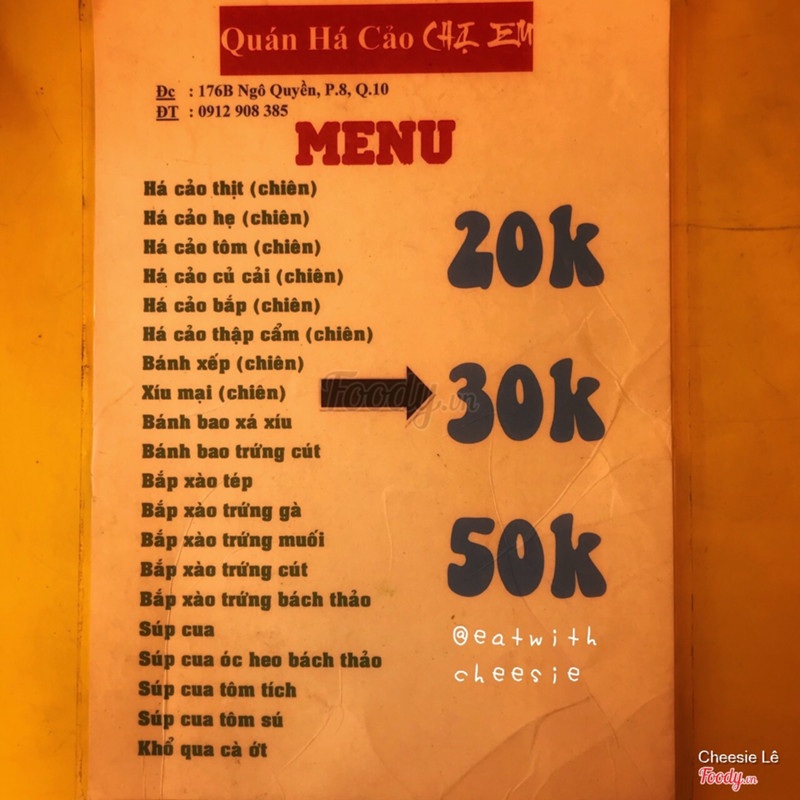 Quán Há Cảo CHỊ EM
Đc : 176B Ngô Quyền, P.8, Q.10
ĐT : 0912 908 385
MENU
Há cảo thịt (chiên)
Há cảo hẹ (chiên)
Há cảo tôm (chiên)
Há cảo củ cải (chiên)
Há cảo bắp (chiên)
Há cảo thập cẩm (chiên)
Bánh xếp (chiên)
Xíu mại (chiên)
Bánh bao xá xíu
Bánh bao trứng cút
Bắp xào tép
Bắp xào trứng gà
Bắp xào trứng muối
Bắp xào trứng cút
Bắp xào trứng bách thảo
Súp cua
Súp cua óc heo bách thảo
Súp cua tôm tích
Súp cua tôm sú
Khổ qua cà ớt
20k
Foody.vn
30k
50k
@eatwith
cheesie
Cheesie Lê
Foody.vn